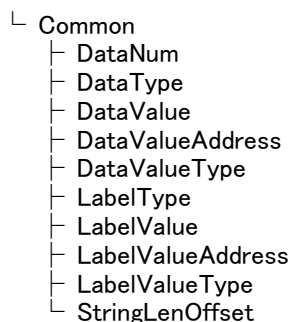 └ Common
├ DataNum
├ DataType
├ DataValue
├ DataValueAddress
├ DataValueType
├ LabelType
├ LabelValue
├ LabelValueAddress
├ LabelValueType
└ StringLenOffset